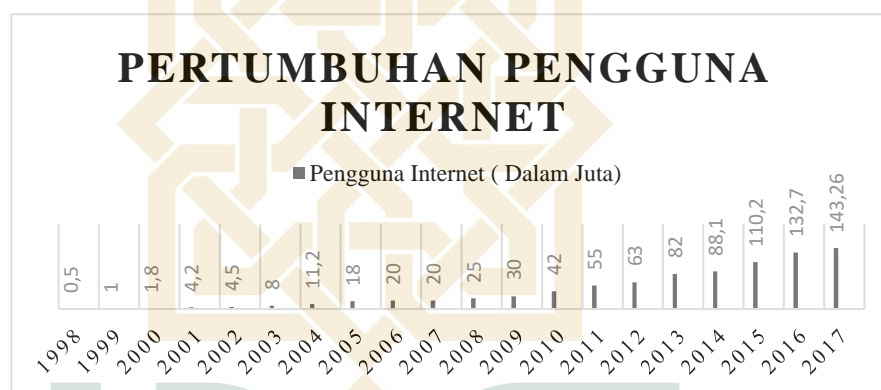 PERTUMBUHAN PENGGUNA
INTERNET
Pengguna Internet ( Dalam Juta)
0,5 1 1,8 4,2 4,5 8 11,2 18 20 20 25 30 42 55 63 82 88,1 110,2 132,7 143,26
1998 1999 2000 2001 2002 2003 2004 2005 2006 2007 2008 2009 2010 2011 2012 2013 2014 2015 2016 2017